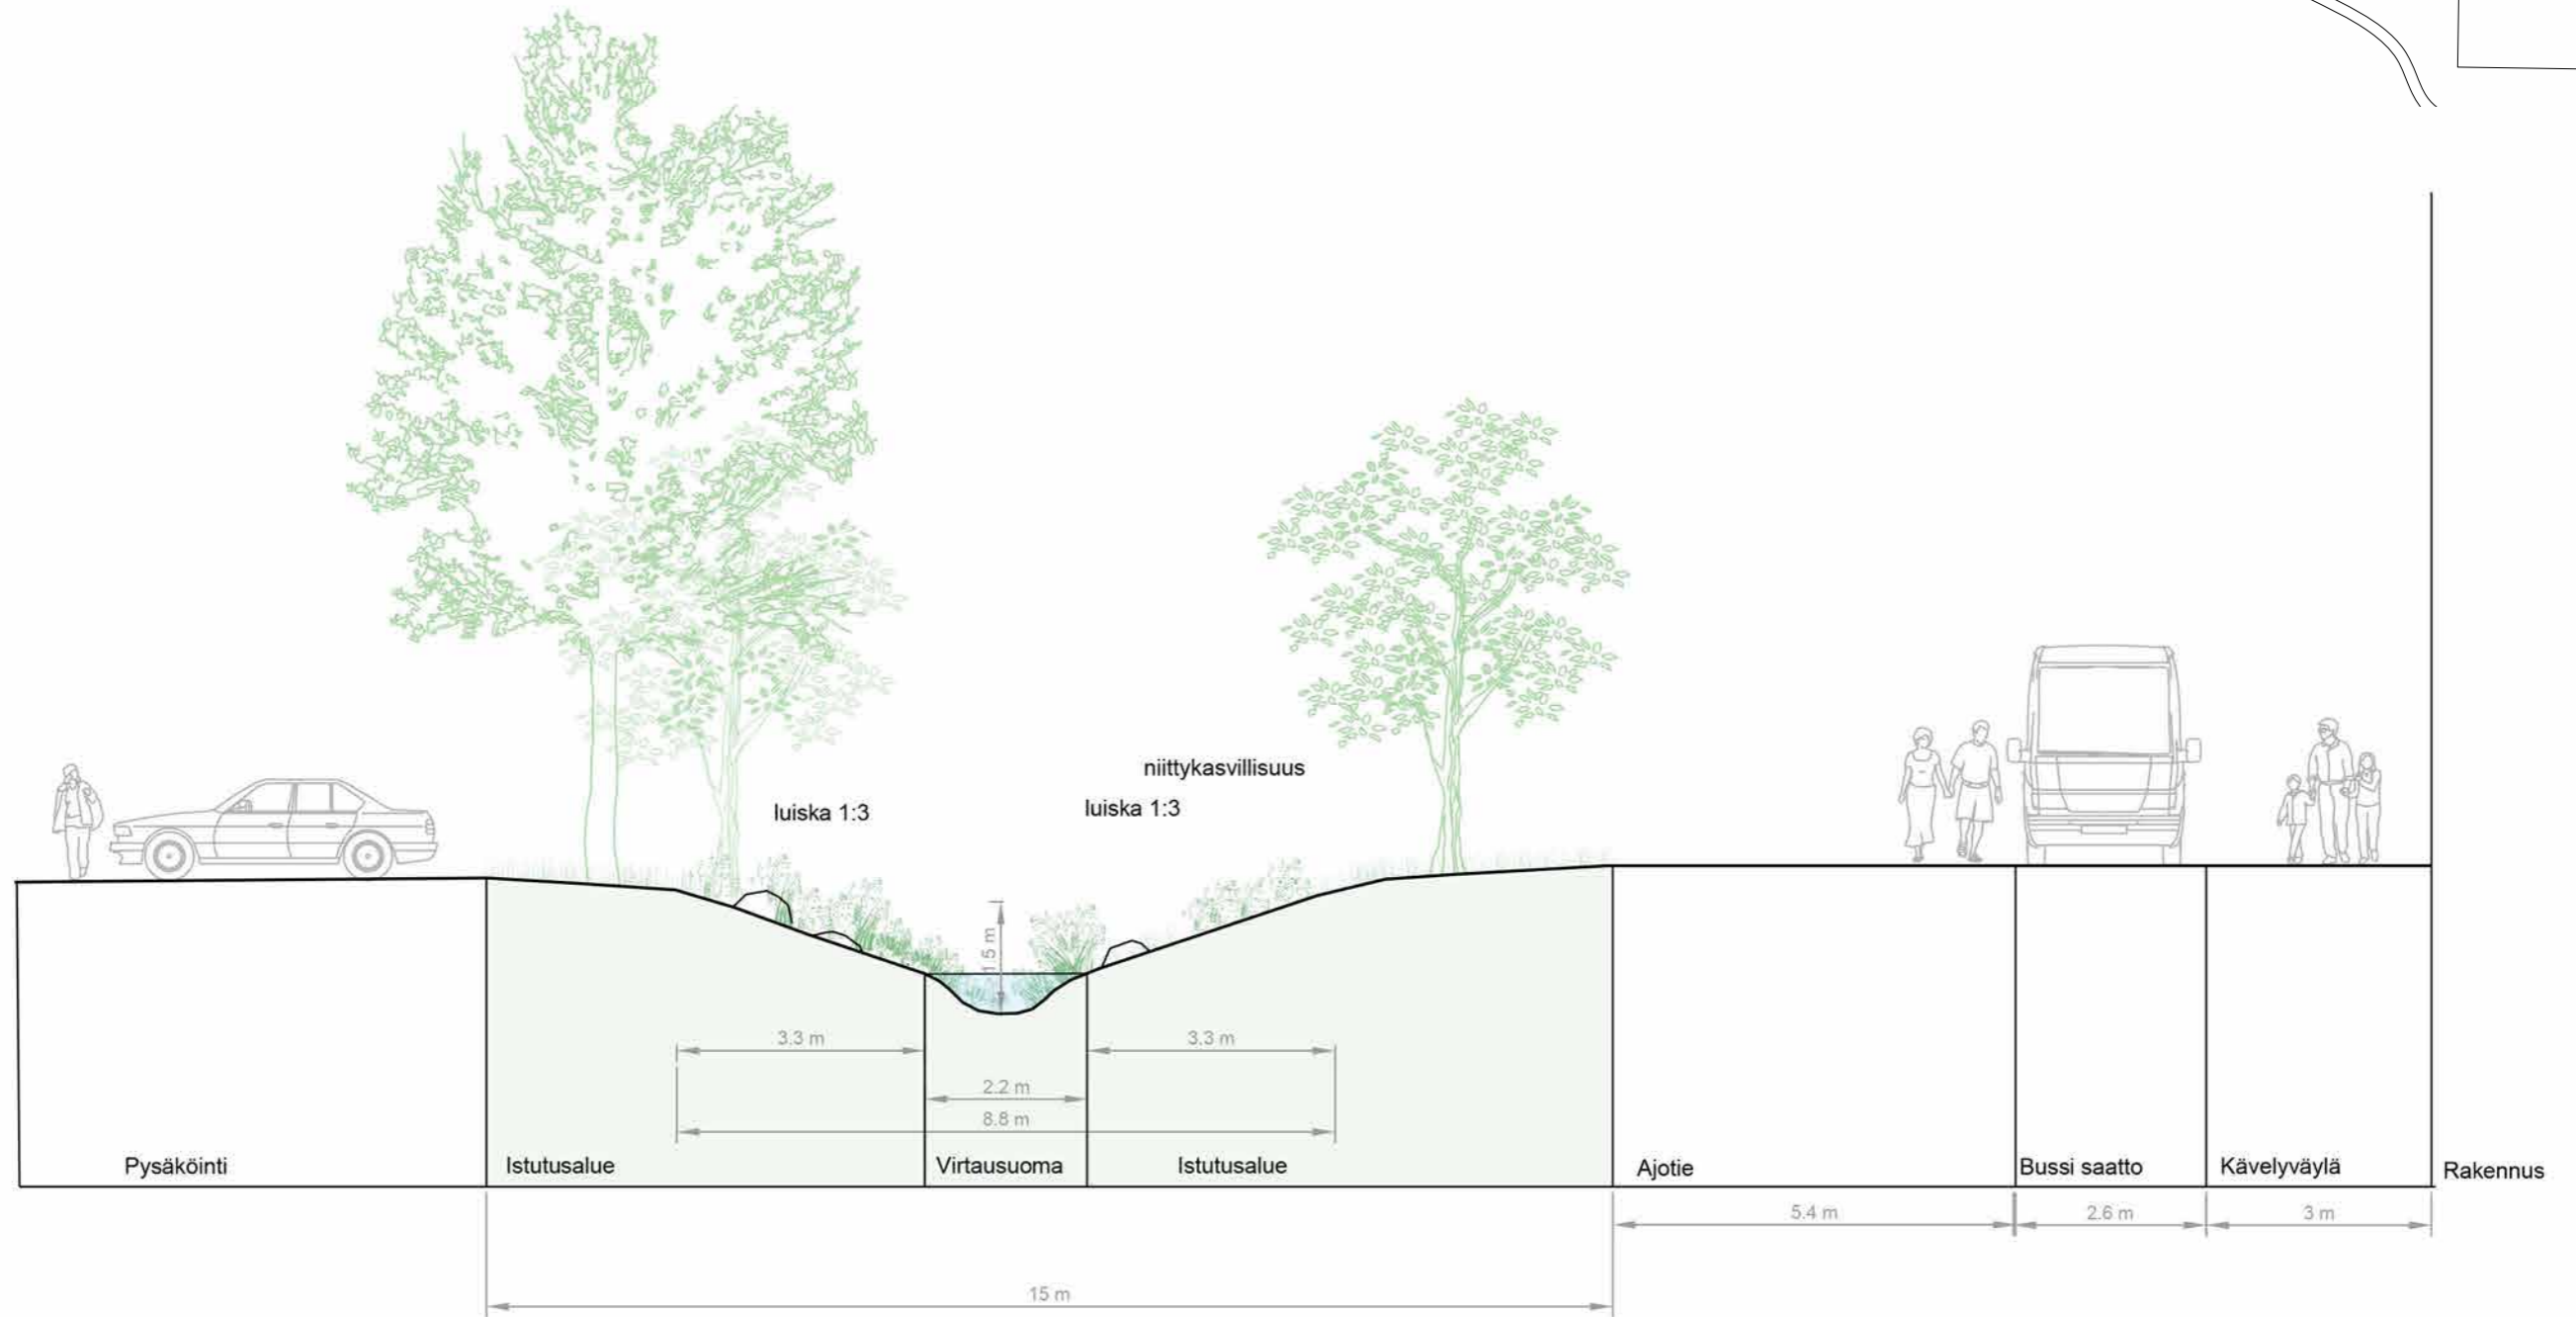 niittykasvillisuus
luiska 1:3
luiska 1:3
1.5 m
3.3 m
3.3 m
2.2 m
8.8 m
Pysäköinti
Istutusalue
Virtausuoma
Istutusalue
Ajotie
Bussi saatto
Kävelyväylä
Rakennus
5.4 m
2.6 m
3 m
15 m